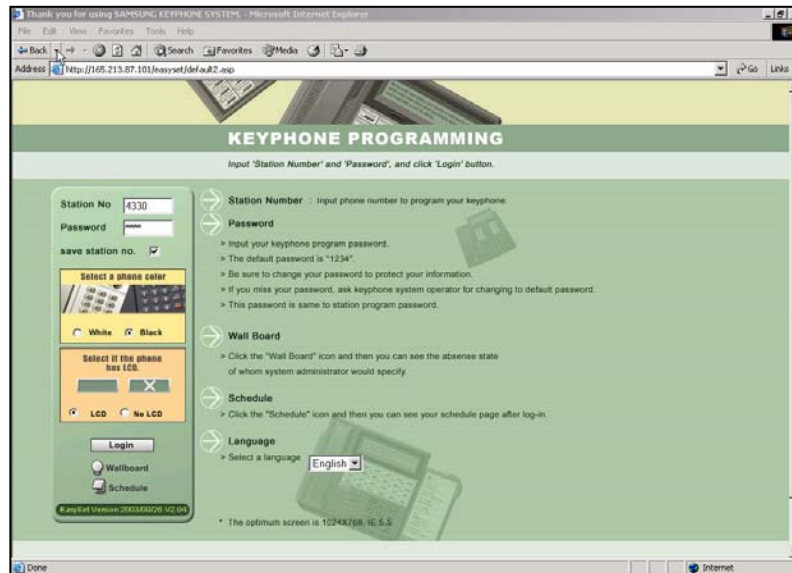 Thank you for using SAMSUNG KEYPHONE SYSTEM. - Microsoft Internet Explorer
File Edit View Favorites Tools Help
Back Search Favorites Media
Address http://165.213.87.101/easyset/default2.asp Go Links
KEYPHONE PROGRAMMING
Input 'Station Number' and 'Password', and click 'Login' button.
Station No 4330
Password ****
save station no.
Select a phone color
White Black
Select if the phone
has LCD.
LCD No LCD
Login
Wallboard
Schedule
EasySet Version:2003/09/26 V2.04
Station Number : Input phone number to program your keyphone.
Password
> Input your keyphone program password.
> The default password is "1234".
> Be sure to change your password to protect your information.
> If you miss your password, ask keyphone system operator for changing to default password.
> This password is same to station program password.
Wall Board
> Click the "Wall Board" icon and then you can see the absense state
of whom system administrator would specify.
Schedule
> Click the "Schedule" icon and then you can see your schedule page after log-in.
Language
> Select a language English
* The optimum screen is 1024X768, IE 5.5
Done Internet